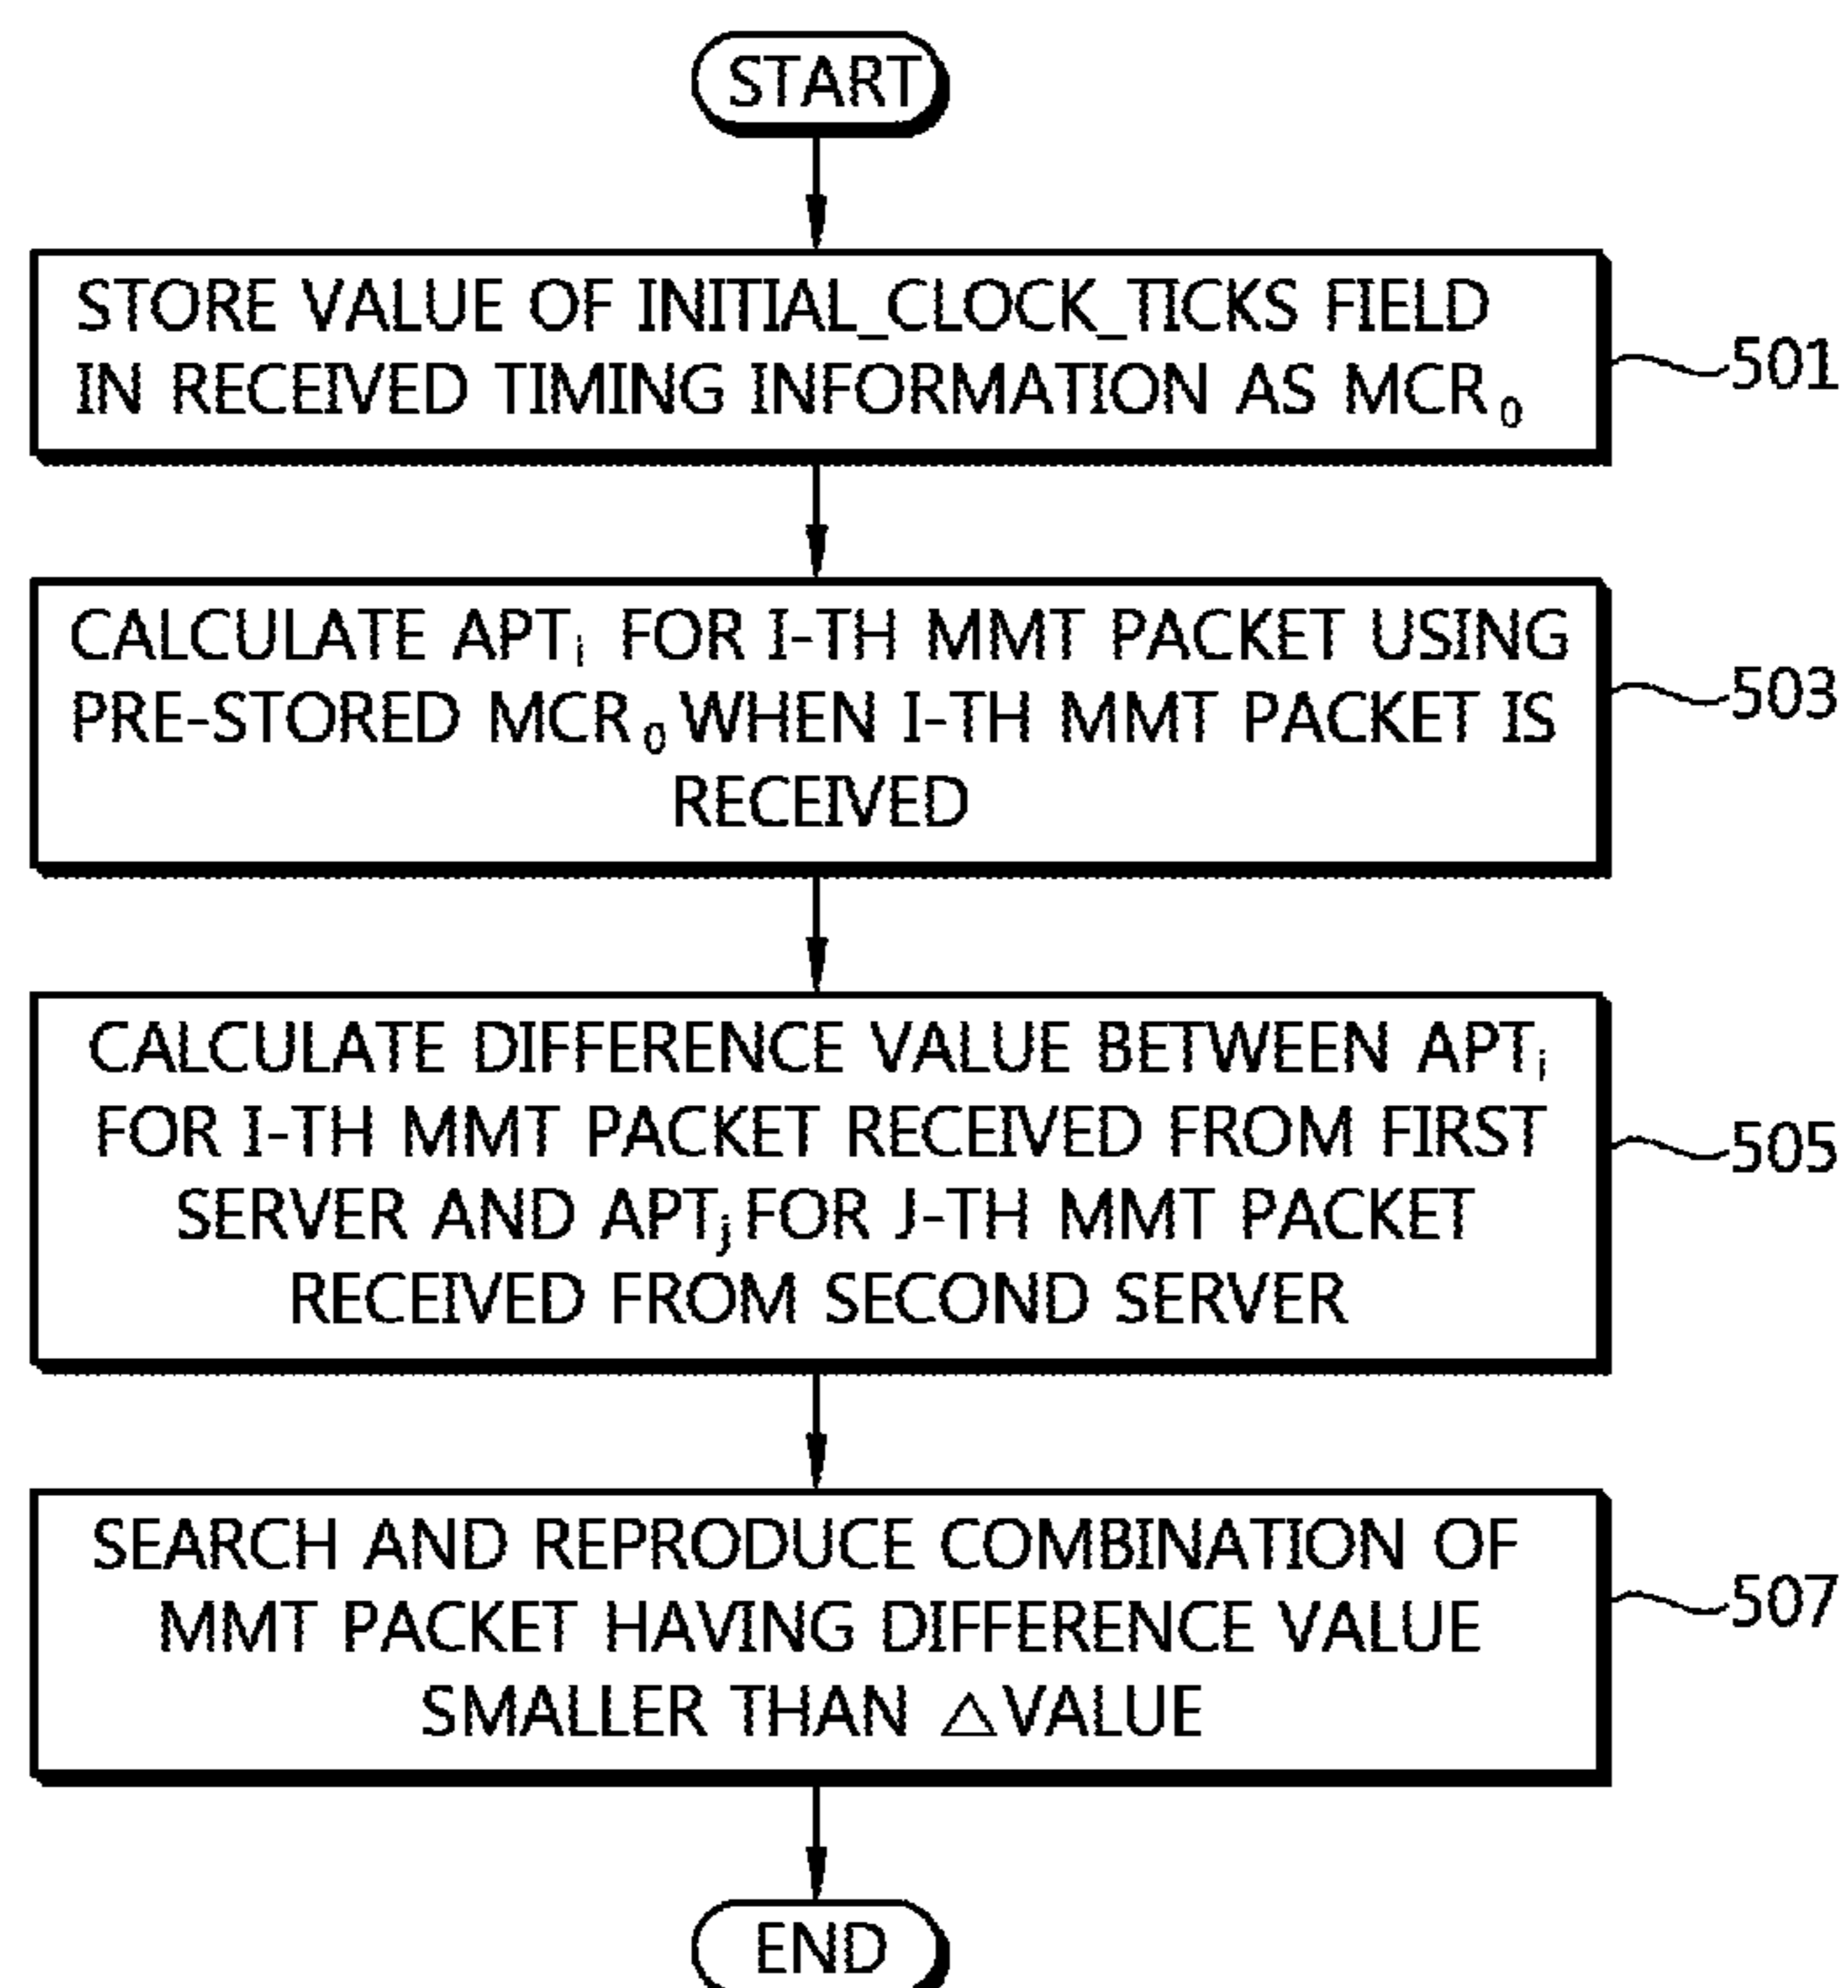 START
STORE VALUE OF INITIAL_CLOCK_TICKS FIELD
IN RECEIVED TIMING INFORMATION AS MCR₀
501
CALCULATE APTᵢ FOR I-TH MMT PACKET USING
PRE-STORED MCR₀ WHEN I-TH MMT PACKET IS
RECEIVED
503
CALCULATE DIFFERENCE VALUE BETWEEN APTᵢ
FOR I-TH MMT PACKET RECEIVED FROM FIRST
SERVER AND APTⱼ FOR J-TH MMT PACKET
RECEIVED FROM SECOND SERVER
505
SEARCH AND REPRODUCE COMBINATION OF
MMT PACKET HAVING DIFFERENCE VALUE
SMALLER THAN △VALUE
507
END